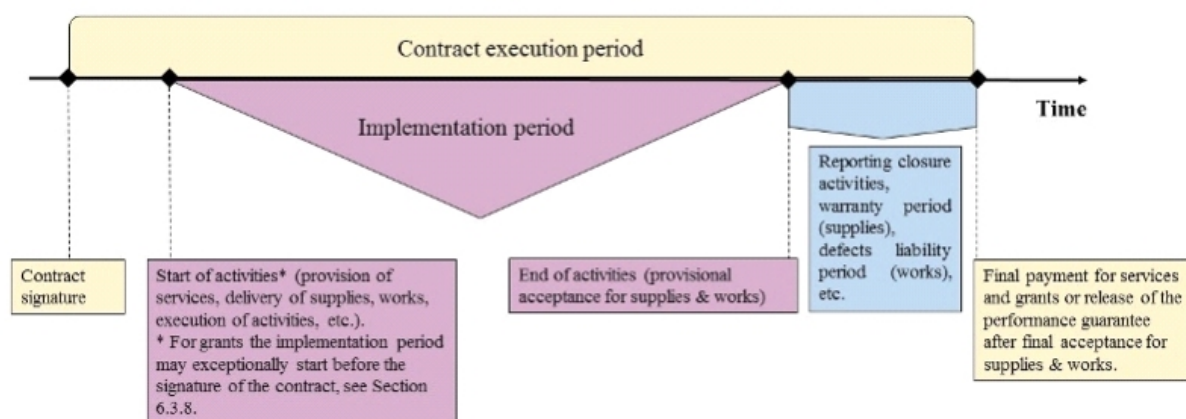 Contract execution period
Time
Implementation period
Reporting closure
activities,
warranty period
(supplies),
defects liability
period (works),
etc.
Contract
signature
Start of activities* (provision of
services, delivery of supplies, works,
execution of activities, etc.).
* For grants the implementation period
may exceptionally start before the
signature of the contract, see Section
6.3.8.
End of activities (provisional
acceptance for supplies & works)
Final payment for services
and grants or release of the
performance guarantee
after final acceptance for
supplies & works.